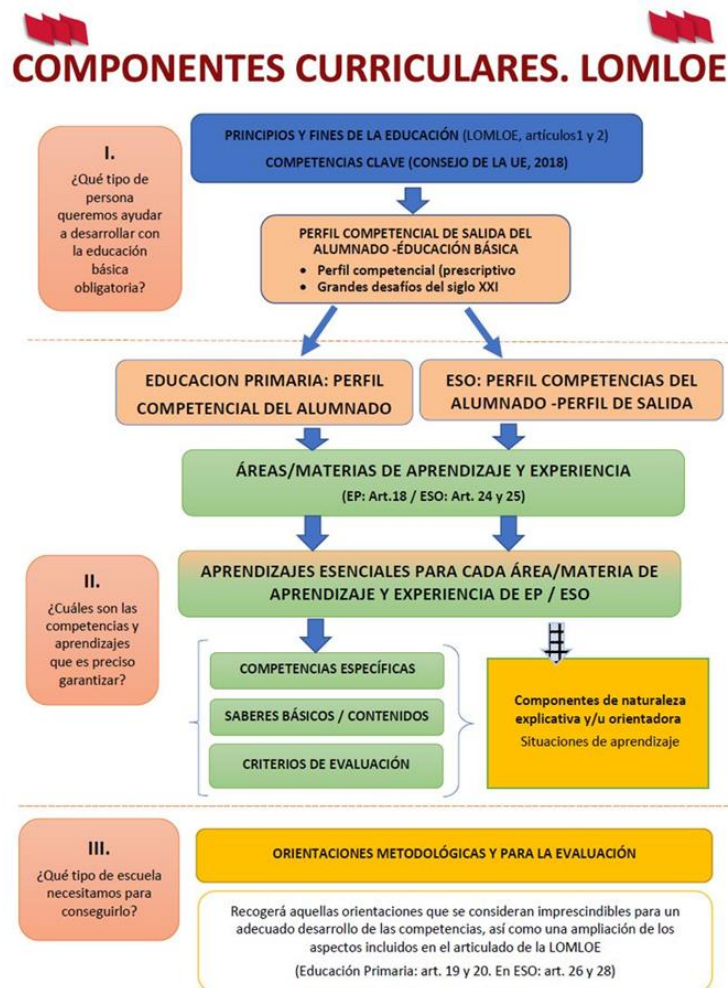 COMPONENTES CURRICULARES. LOMLOE
I.
¿Qué tipo de
persona
queremos ayudar
a desarrollar con
la educación
básica
obligatoria?
PRINCIPIOS Y FINES DE LA EDUCACIÓN (LOMLOE, artículos1 y 2)
COMPETENCIAS CLAVE (CONSEJO DE LA UE, 2018)
PERFIL COMPETENCIAL DE SALIDA DEL
ALUMNADO -ÉDUCACIÓN BÁSICA
• Perfil competencial (prescriptivo
• Grandes desafíos del siglo XXI
EDUCACION PRIMARIA: PERFIL
COMPETENCIAL DEL ALUMNADO
ESO: PERFIL COMPETENCIAS DEL
ALUMNADO -PERFIL DE SALIDA
ÁREAS/MATERIAS DE APRENDIZAJE Y EXPERIENCIA
(EP: Art.18 / ESO: Art. 24 y 25)
II.
¿Cuáles son las
competencias y
aprendizajes
que es preciso
garantizar?
APRENDIZAJES ESENCIALES PARA CADA ÁREA/MATERIA DE
APRENDIZAJE Y EXPERIENCIA DE EP / ESO
COMPETENCIAS ESPECÍFICAS
SABERES BÁSICOS / CONTENIDOS
CRITERIOS DE EVALUACIÓN
Componentes de naturaleza
explicativa y/u orientadora
Situaciones de aprendizaje
III.
¿Qué tipo de escuela
necesitamos para
conseguirlo?
ORIENTACIONES METODOLÓGICAS Y PARA LA EVALUACIÓN
Recogerá aquellas orientaciones que se consideran imprescindibles para un
adecuado desarrollo de las competencias, así como una ampliación de los
aspectos incluidos en el articulado de la LOMLOE
(Educación Primaria: art. 19 y 20. En ESO: art. 26 y 28)